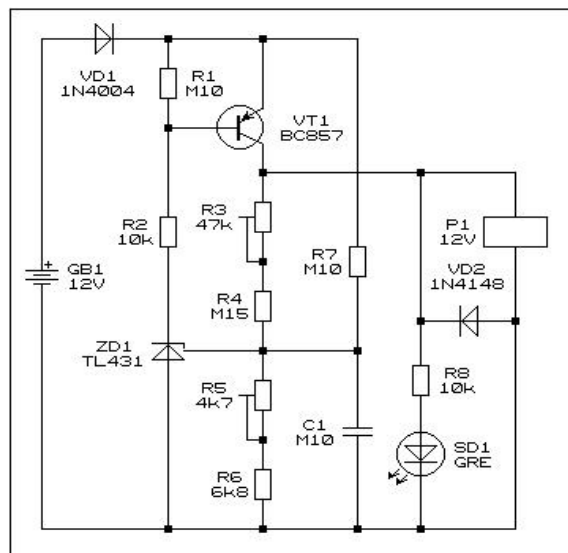 VD1
1N4004
R1
M10
VT1
BC857
R2
10k
R3
47k
P1
12V
GB1
12V
+
R7
M10
VD2
1N4148
R4
M15
ZD1
TL431
R5
4k7
R8
10k
C1
M10
SD1
GRE
R6
6k8